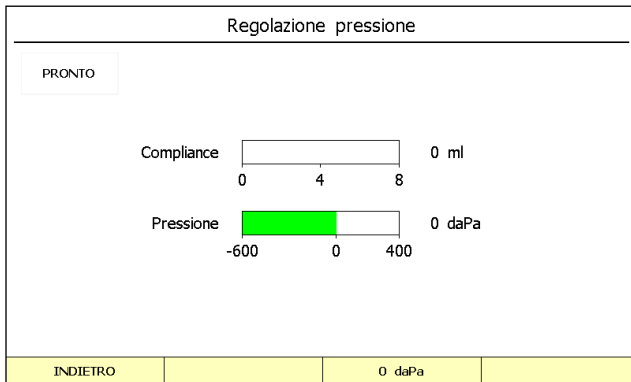 Regolazione pressione
PRONTO
Compliance 0 ml
0 4 8
Pressione 0 daPa
-600 0 400
INDIETRO 0 daPa